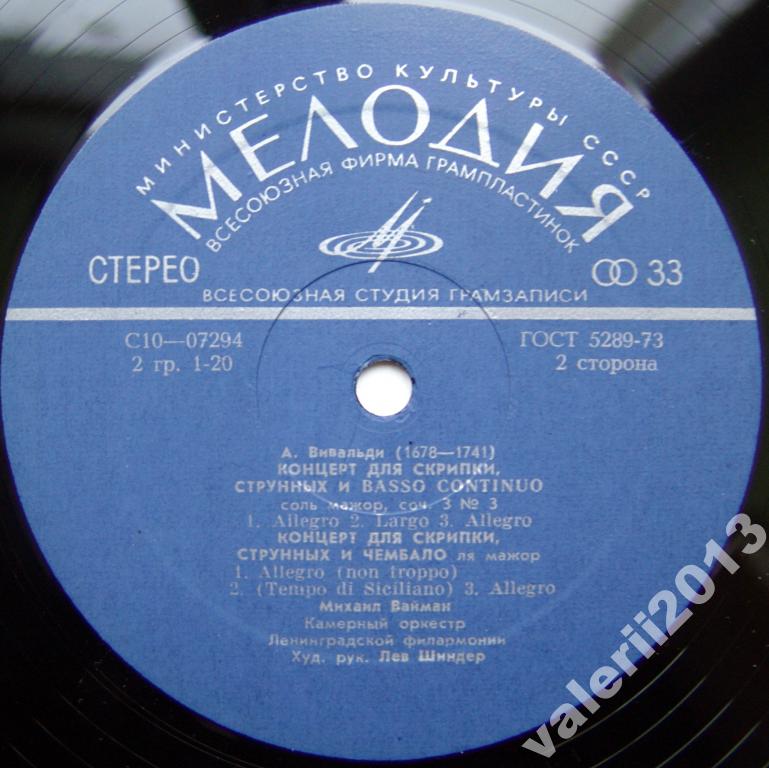 МИНИСТЕРСТВО КУЛЬТУРЫ СССР
МЕЛОДИЯ
ВСЕСОЮЗНАЯ ФИРМА ГРАМПЛАСТИНОК
СТЕРЕО
33
ВСЕСОЮЗНАЯ СТУДИЯ ГРАМЗАПИСИ
С10—07294
ГОСТ 5289-73
2 гр. 1-20
2 сторона
А. Вивальди (1678—1741)
КОНЦЕРТ ДЛЯ СКРИПКИ,
СТРУННЫХ И BASSO CONTINUO
соль мажор, соч. 3 № 3
1. Allegro 2. Largo 3. Allegro
КОНЦЕРТ ДЛЯ СКРИПКИ,
СТРУННЫХ И ЧЕМБАЛО ля мажор
1. Allegro (non troppo)
2. (Tempo di Siciliano) 3. Allegro
Михаил Вайман
Камерный оркестр
Ленинградской филармонии
Худ. рук. Лев Шиндер
valerii2013